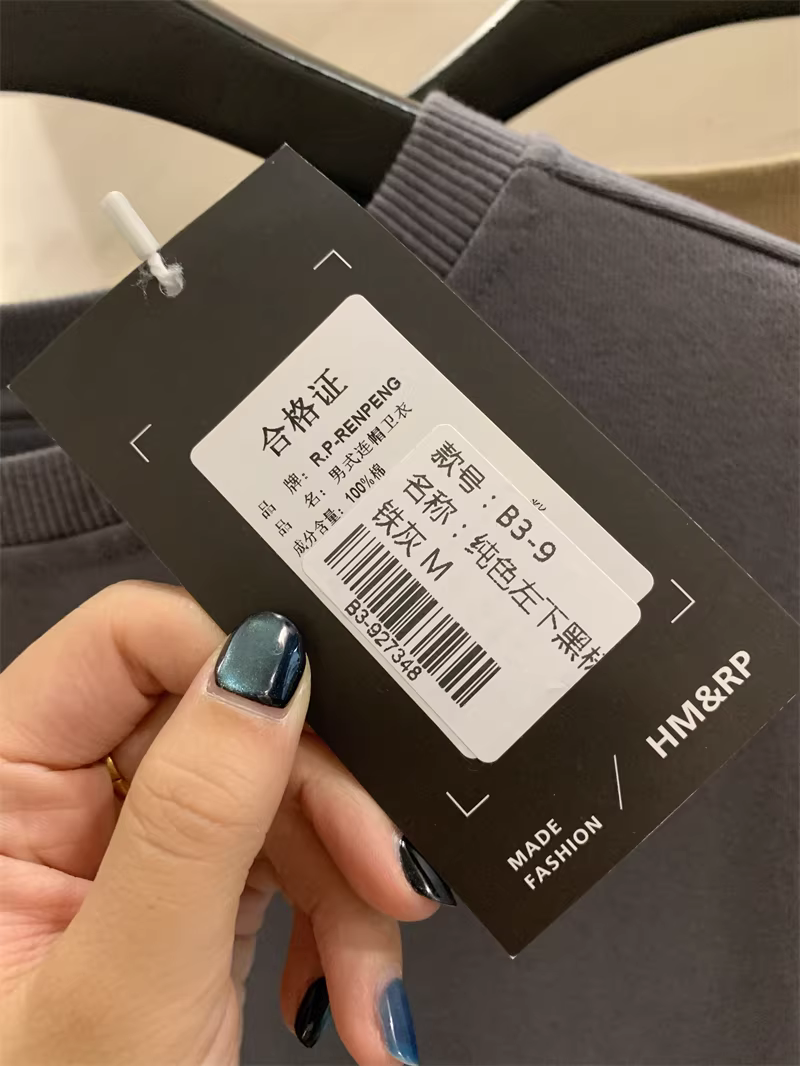 合格证
品 牌: R.P-RENPENG
品 名: 男式连帽卫衣
成分含量: 100%棉
款号：B3-9
名称：纯色左下黑
铁灰 M
B3-927348
HM&RP
MADE
FASHION